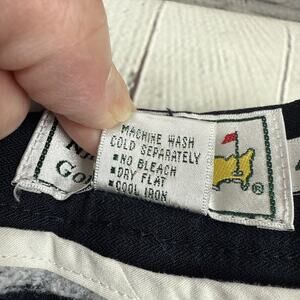 MACHINE WASH
COLD SEPARATELY
▪NO BLEACH
▪DRY FLAT
▪COOL IRON
®